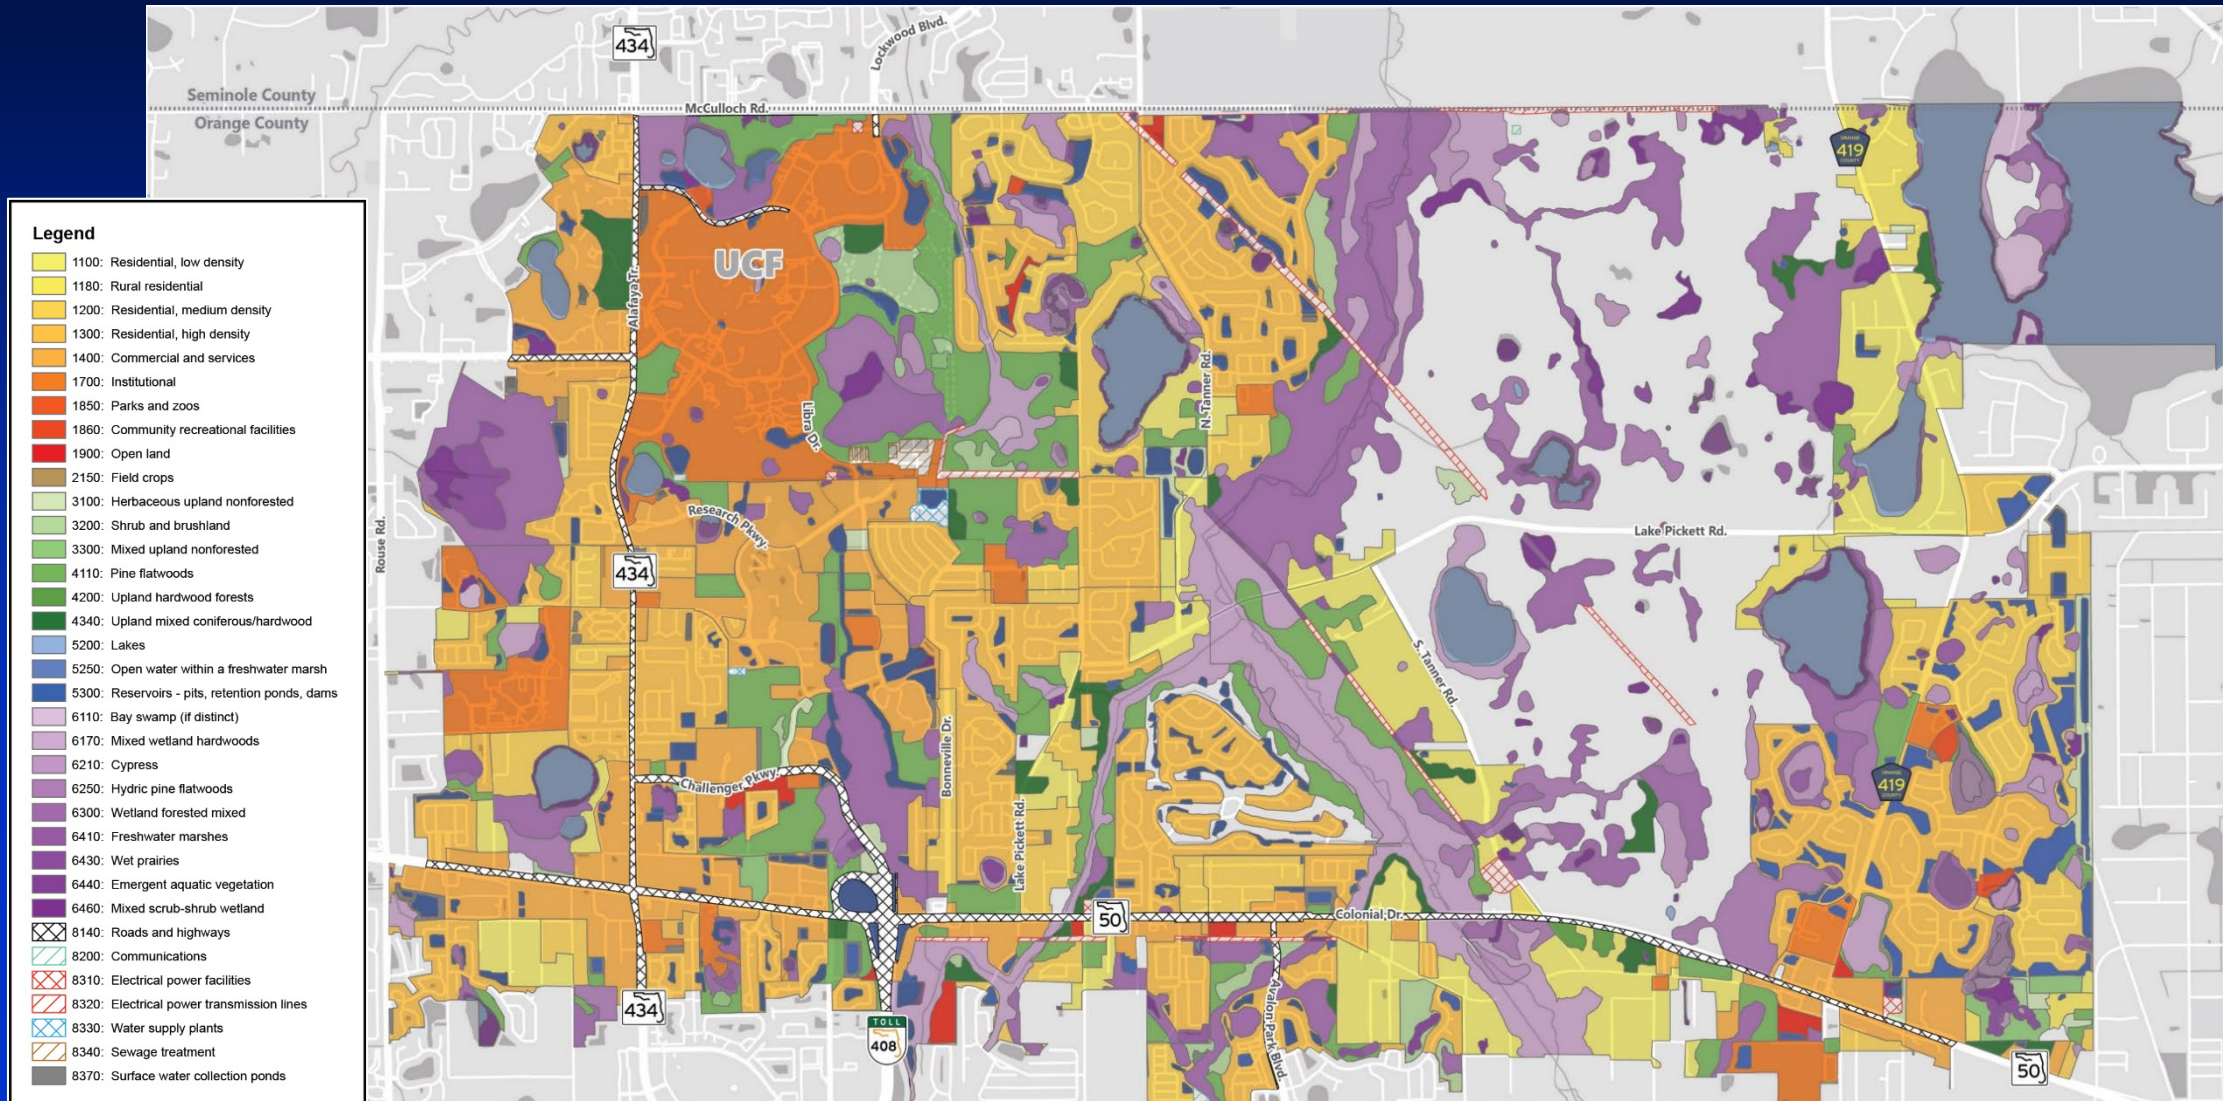 434
Lockwood Blvd.
Seminole County
McCulloch Rd.
Orange County
ORANGE
419
COUNTY
Alafaya Tr.
UCF
N. Tanner Rd.
Libra Dr.
Research Pkwy.
Rouse Rd.
Lake Pickett Rd.
434
S. Tanner Rd.
Bonneville Dr.
Challenger Pkwy.
ORANGE
419
COUNTY
Lake Pickett Rd.
50
Colonial Dr.
Avalon Park Blvd.
434
TOLL
408
50
Legend
1100: Residential, low density
1180: Rural residential
1200: Residential, medium density
1300: Residential, high density
1400: Commercial and services
1700: Institutional
1850: Parks and zoos
1860: Community recreational facilities
1900: Open land
2150: Field crops
3100: Herbaceous upland nonforested
3200: Shrub and brushland
3300: Mixed upland nonforested
4110: Pine flatwoods
4200: Upland hardwood forests
4340: Upland mixed coniferous/hardwood
5200: Lakes
5250: Open water within a freshwater marsh
5300: Reservoirs - pits, retention ponds, dams
6110: Bay swamp (if distinct)
6170: Mixed wetland hardwoods
6210: Cypress
6250: Hydric pine flatwoods
6300: Wetland forested mixed
6410: Freshwater marshes
6430: Wet prairies
6440: Emergent aquatic vegetation
6460: Mixed scrub-shrub wetland
8140: Roads and highways
8200: Communications
8310: Electrical power facilities
8320: Electrical power transmission lines
8330: Water supply plants
8340: Sewage treatment
8370: Surface water collection ponds